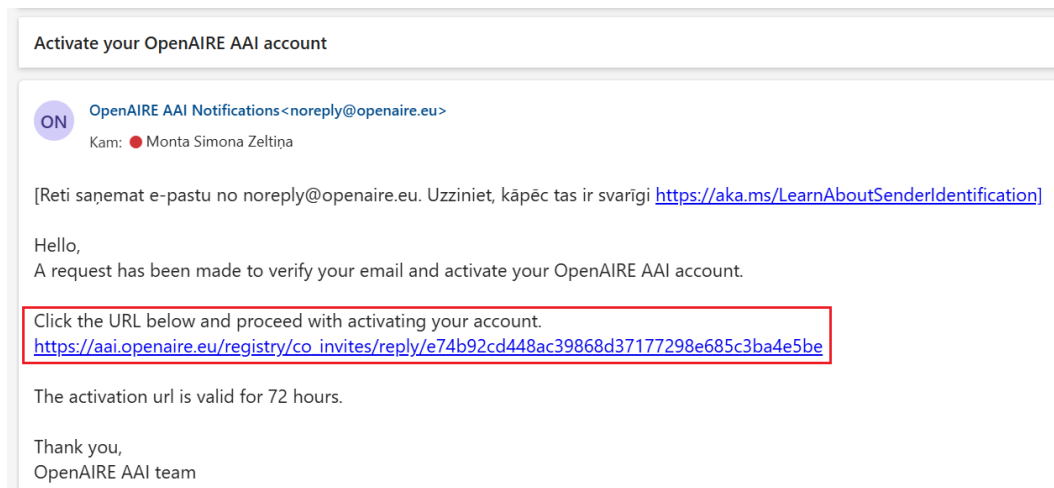 Activate your OpenAIRE AAI account
ON
OpenAIRE AAI Notifications<noreply@openaire.eu>
Kam: Monta Simona Zeltiņa
[Reti saņemat e-pastu no noreply@openaire.eu. Uzziniet, kāpēc tas ir svarīgi https://aka.ms/LearnAboutSenderIdentification]
Hello,
A request has been made to verify your email and activate your OpenAIRE AAI account.
Click the URL below and proceed with activating your account.
https://aai.openaire.eu/registry/co_invites/reply/e74b92cd448ac39868d37177298e685c3ba4e5be
The activation url is valid for 72 hours.
Thank you,
OpenAIRE AAI team